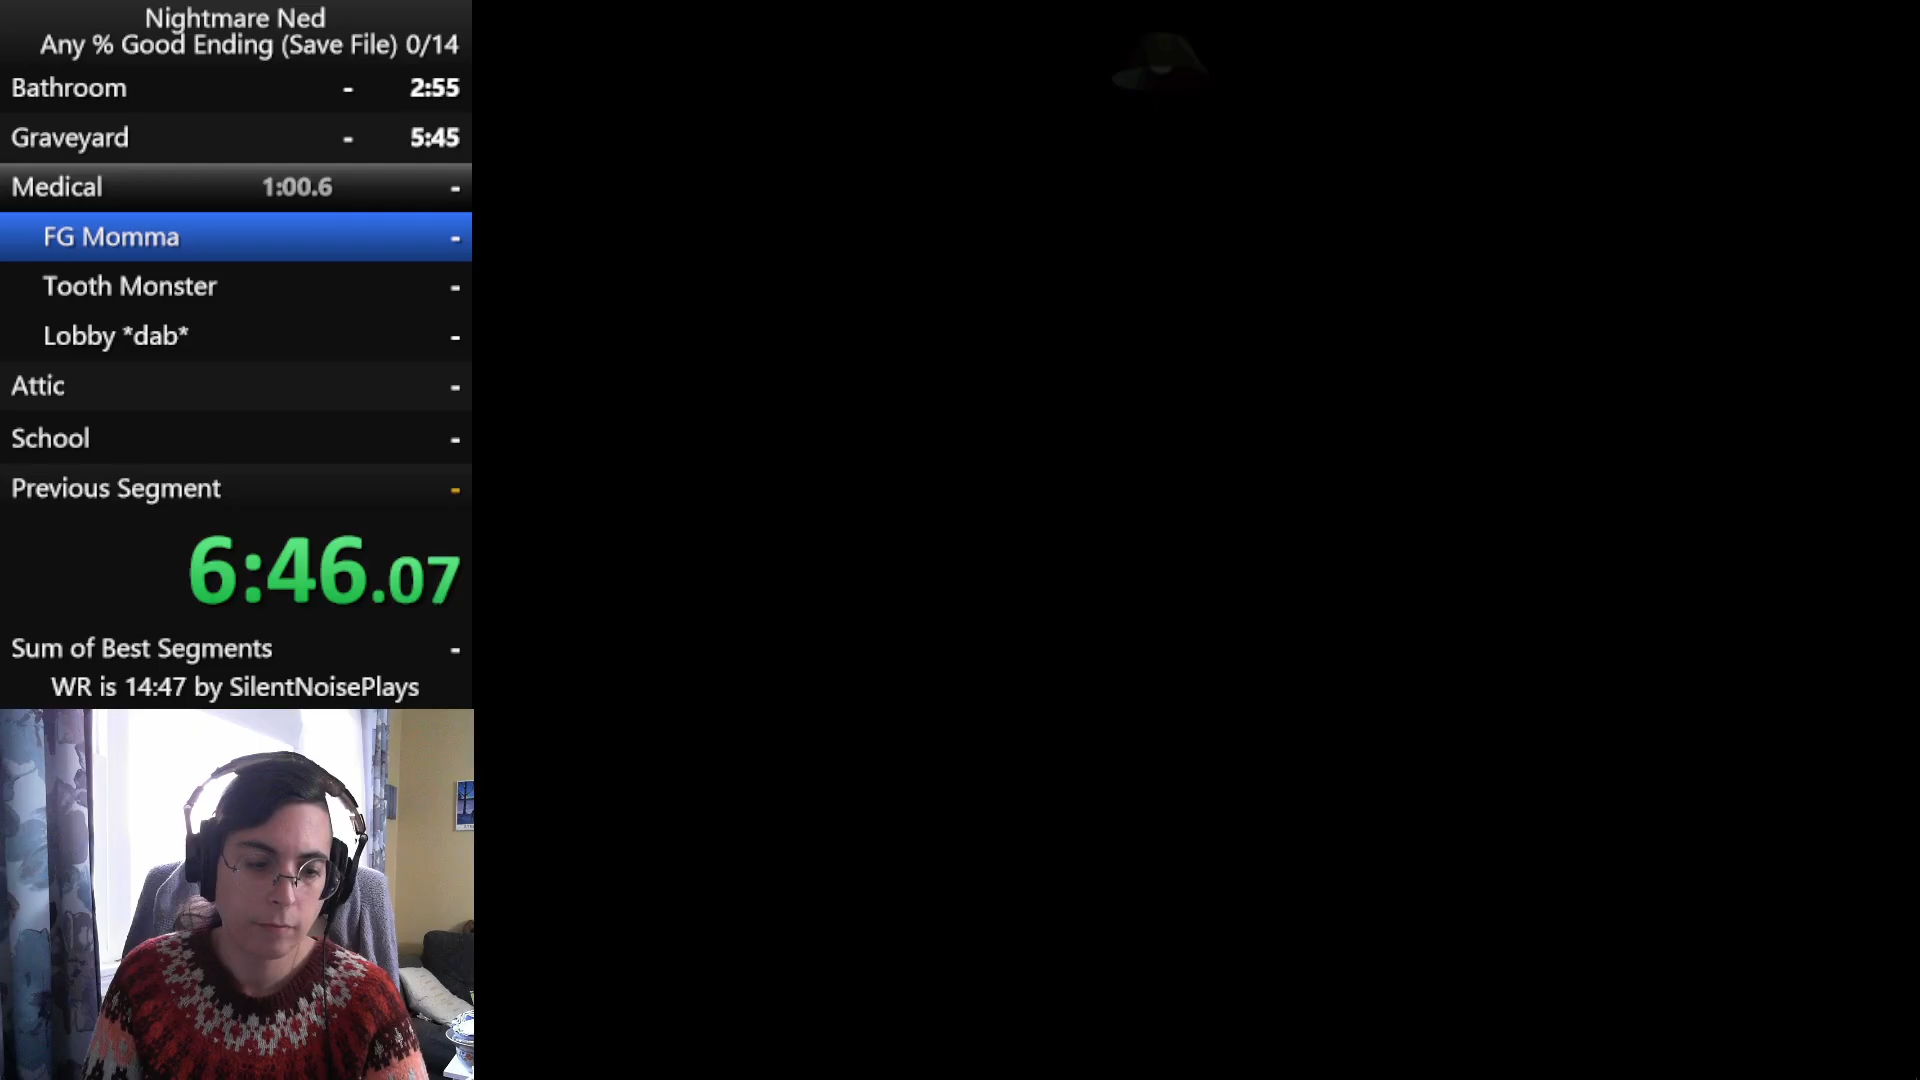 Nightmare Ned
Any % Good Ending (Save File) 0/14
Bathroom - 2:55
Graveyard - 5:45
Medical 1:00.6 -
FG Momma -
Tooth Monster -
Lobby *dab* -
Attic -
School -
Previous Segment -
6:46.07
Sum of Best Segments -
WR is 14:47 by SilentNoisePlays